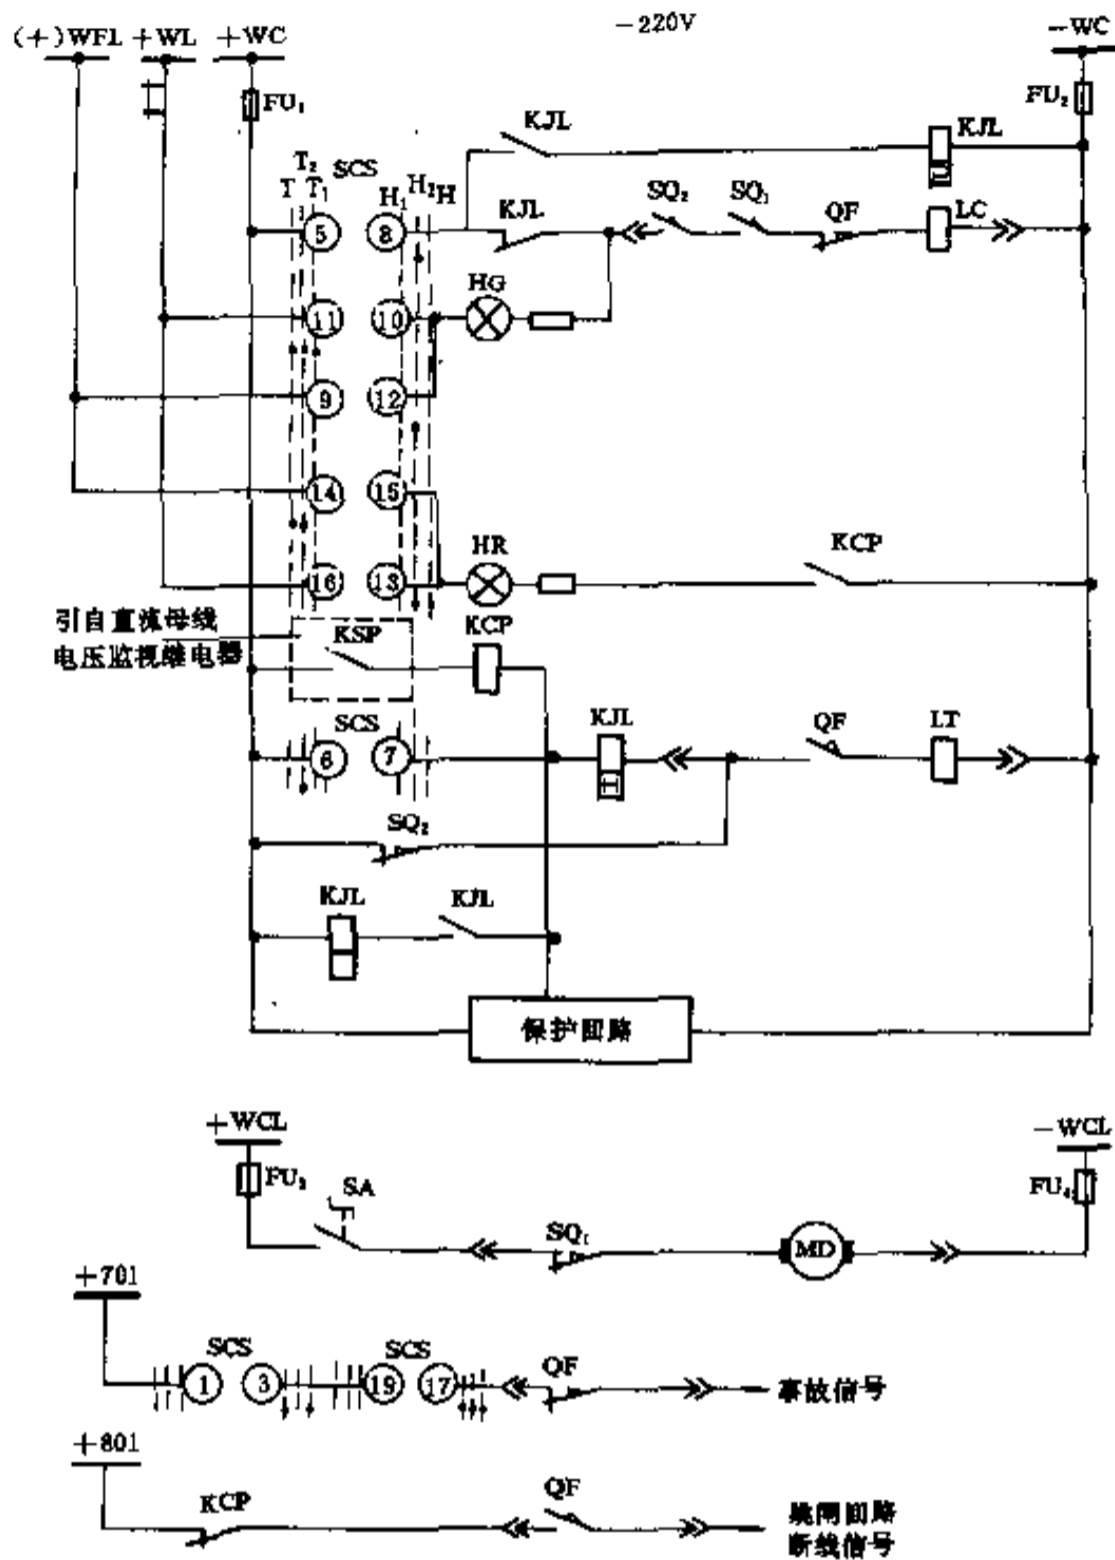 -220V
(+)WFL +WL +WC -WC
FU₁ FU₂
KJL KJL
T T₂ T₁ SCS H₁ H₂ H
SQ₂ SQ₁ QF LC
5 8 KJL
HG
11 10
9 12
14 15
HR KCP
16 13
引自直流母线
电压监视继电器
KSP KCP
SCS KJL QF LT
6 7
SQ₂
KJL KJL
保护回路
+WCL -WCL
FU₃ SA FU₄
SQ₁ MD
+701
SCS SCS QF
1 3 19 17
事故信号
+801
KCP QF
跳闸回路
断线信号